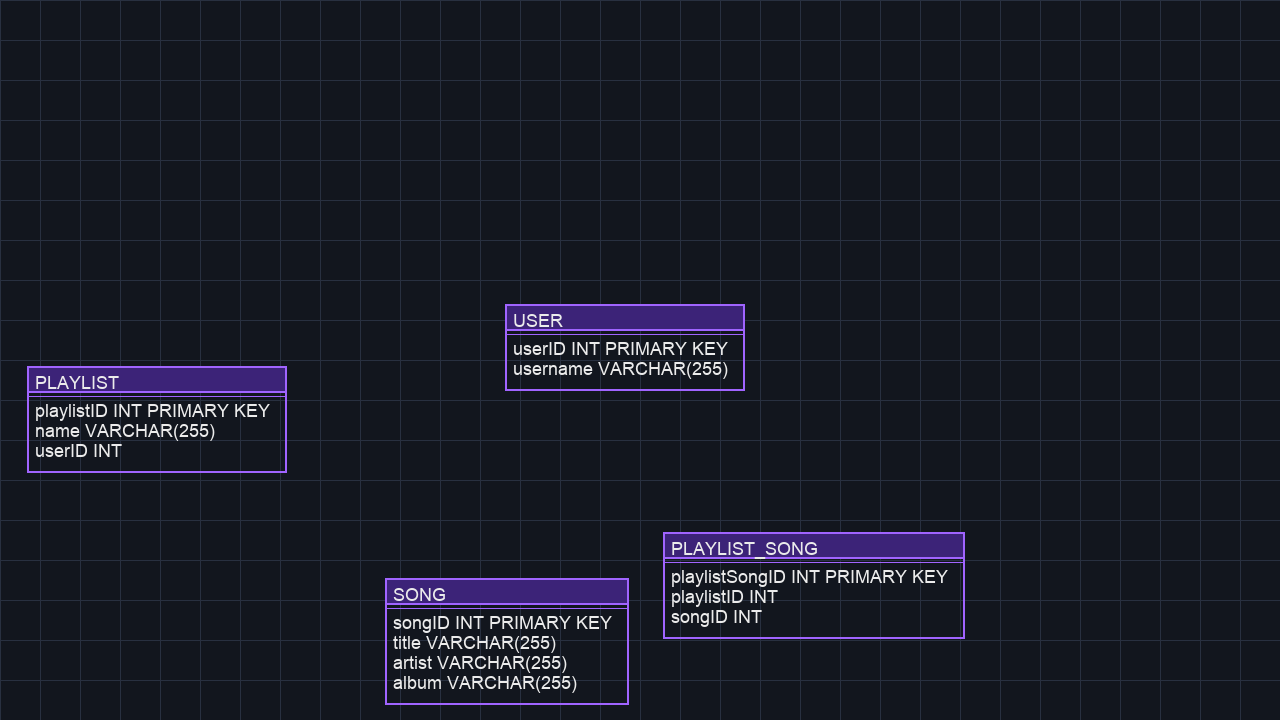 USER
userID INT PRIMARY KEY
username VARCHAR(255)
PLAYLIST
playlistID INT PRIMARY KEY
name VARCHAR(255)
userID INT
PLAYLIST_SONG
playlistSongID INT PRIMARY KEY
playlistID INT
songID INT
SONG
songID INT PRIMARY KEY
title VARCHAR(255)
artist VARCHAR(255)
album VARCHAR(255)